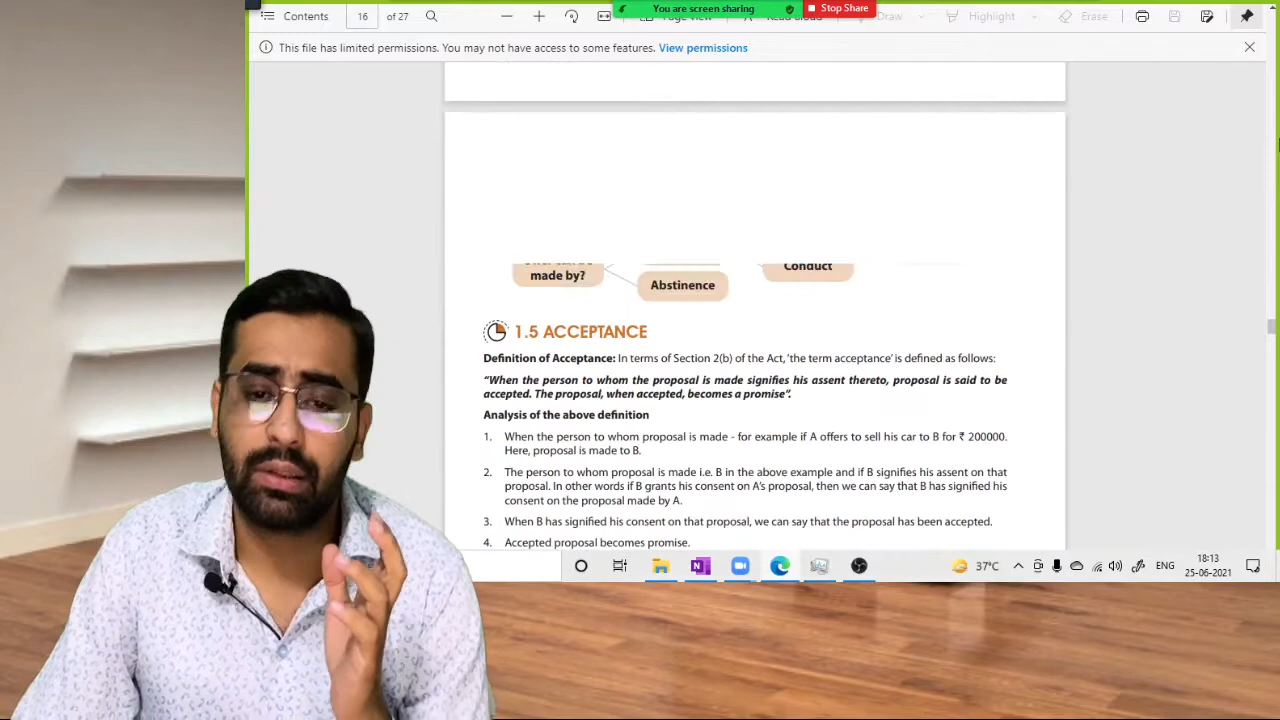 Contents 16 of 27 You are screen sharing Stop Share Draw Highlight Erase
This file has limited permissions. You may not have access to some features. View permissions
made by? Conduct
Abstinence
1.5 ACCEPTANCE
Definition of Acceptance: In terms of Section 2(b) of the Act, ‘the term acceptance’ is defined as follows:
“When the person to whom the proposal is made signifies his assent thereto, proposal is said to be
accepted. The proposal, when accepted, becomes a promise”.
Analysis of the above definition
1. When the person to whom proposal is made - for example if A offers to sell his car to B for ₹ 200000.
Here, proposal is made to B.
2. The person to whom proposal is made i.e. B in the above example and if B signifies his assent on that
proposal. In other words if B grants his consent on A’s proposal, then we can say that B has signified his
consent on the proposal made by A.
3. When B has signified his consent on that proposal, we can say that the proposal has been accepted.
4. Accepted proposal becomes promise.
37°C ENG 18:13
25-06-2021